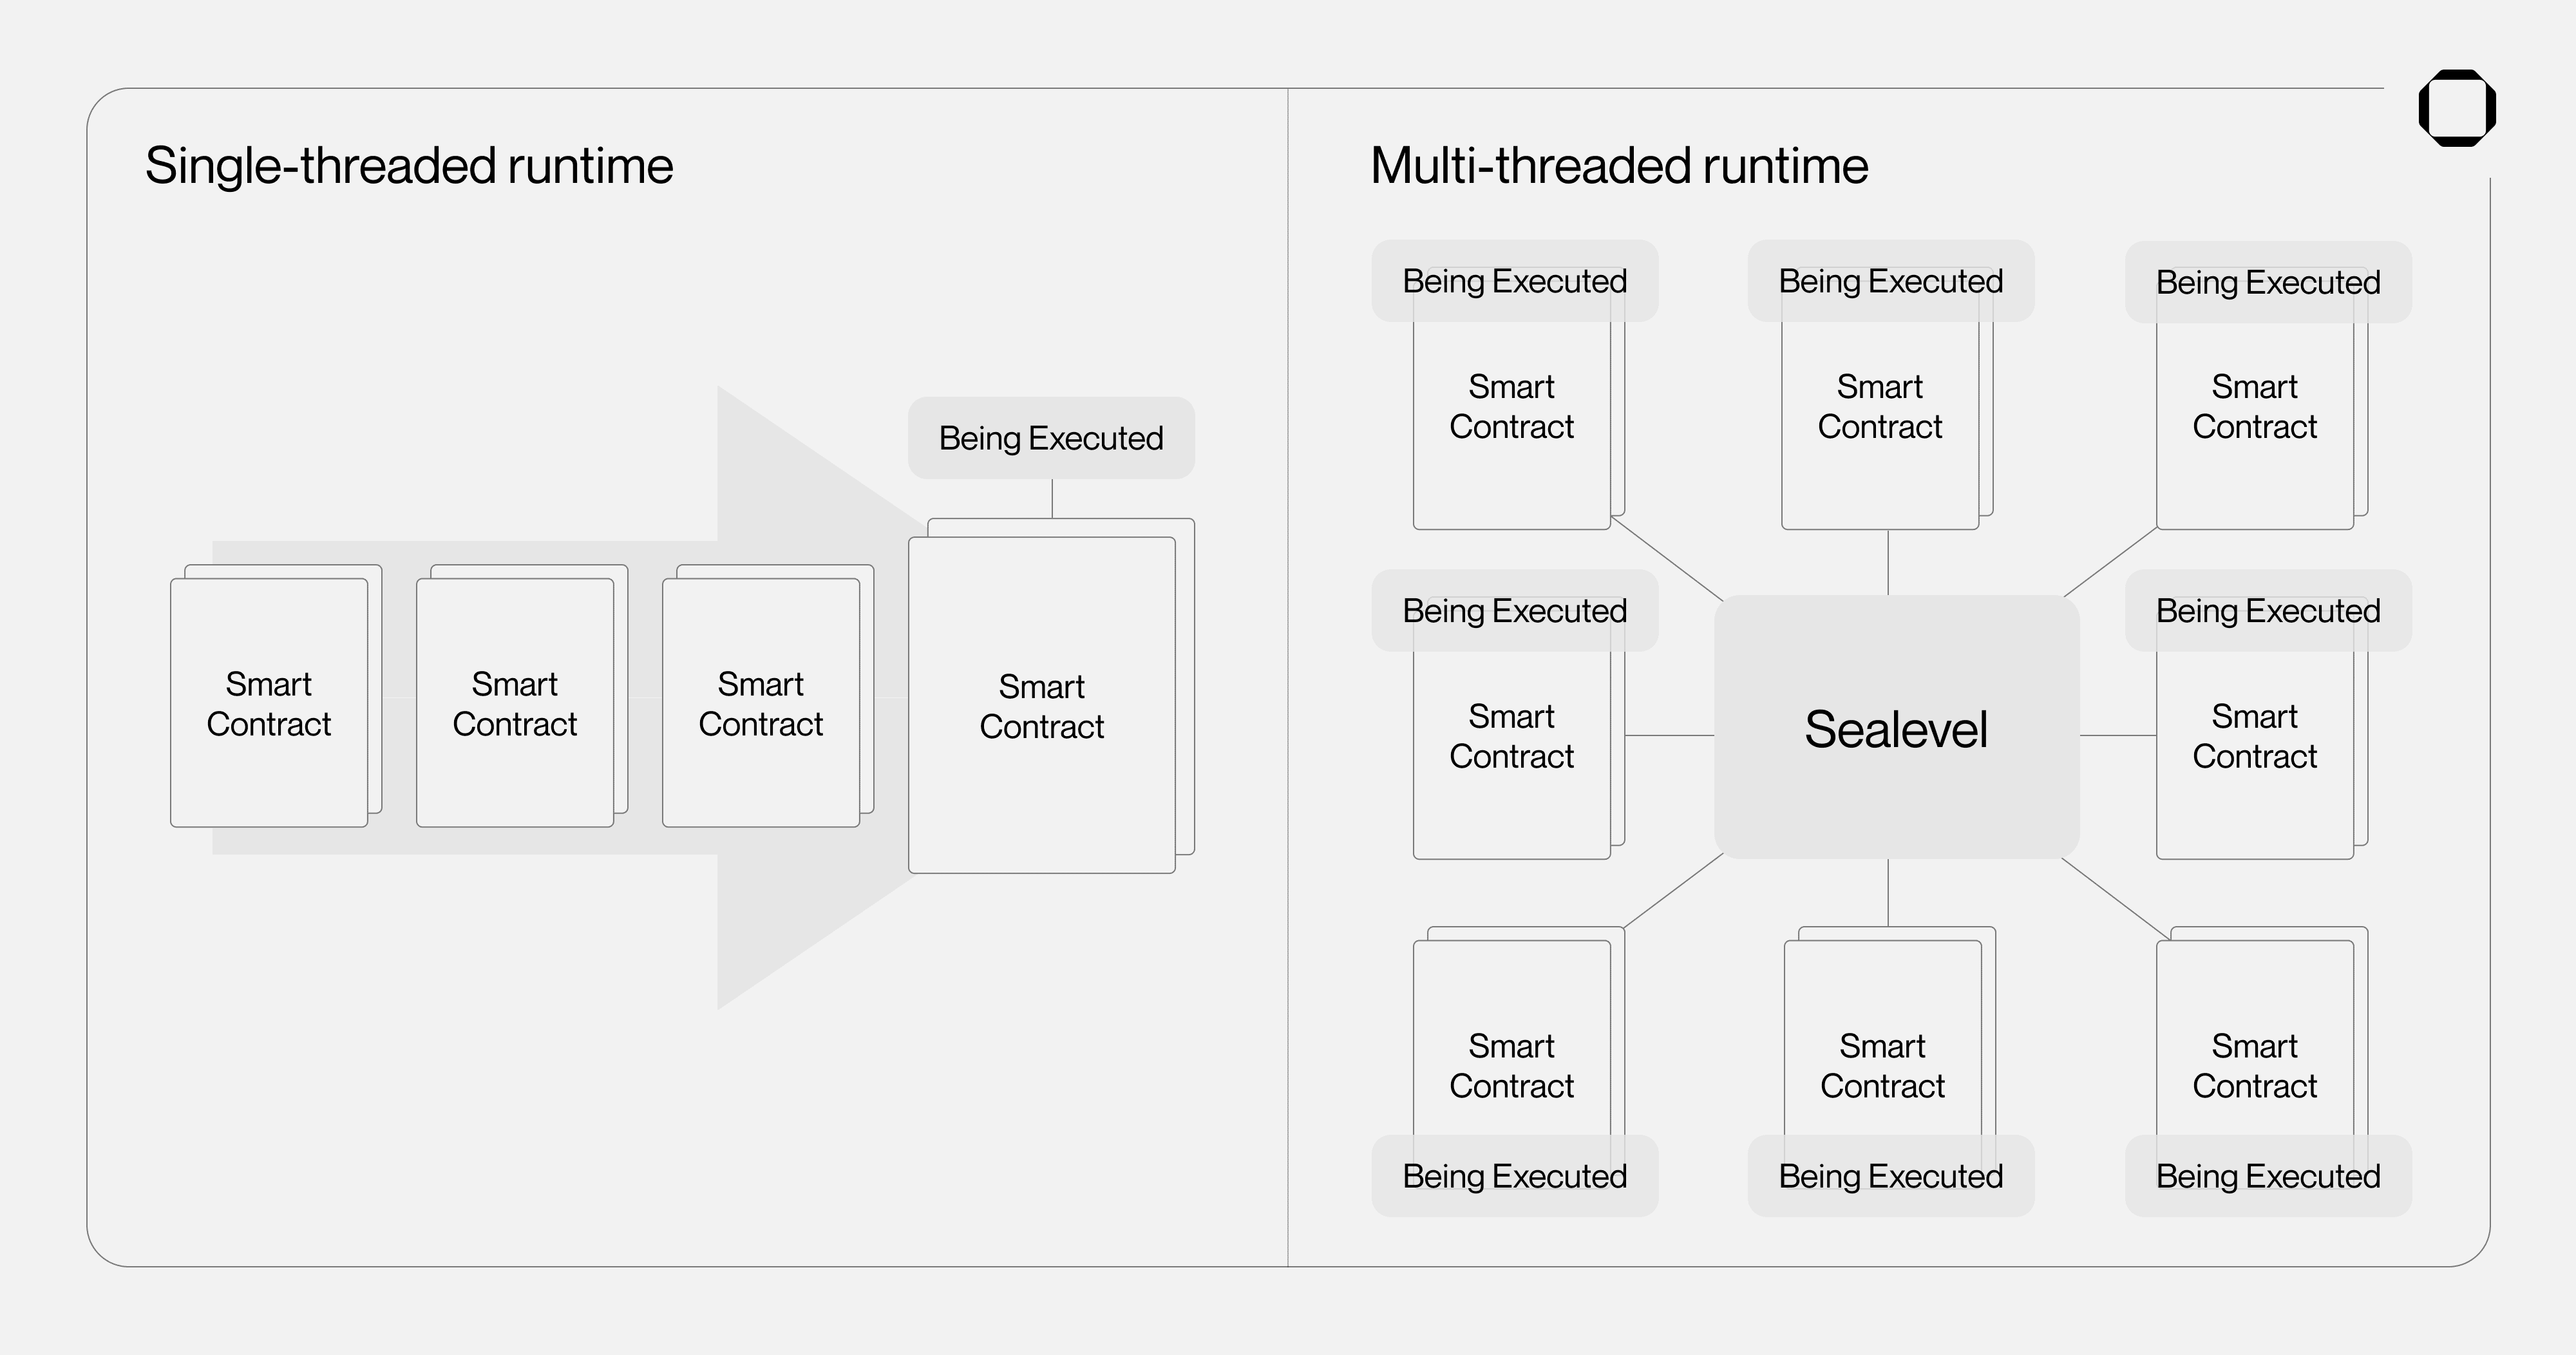 Single-threaded runtime
Being Executed
Smart
Contract
Smart
Contract
Smart
Contract
Smart
Contract
Multi-threaded runtime
Being Executed
Smart
Contract
Being Executed
Smart
Contract
Being Executed
Smart
Contract
Being Executed
Smart
Contract
Sealevel
Being Executed
Smart
Contract
Smart
Contract
Being Executed
Smart
Contract
Being Executed
Smart
Contract
Being Executed